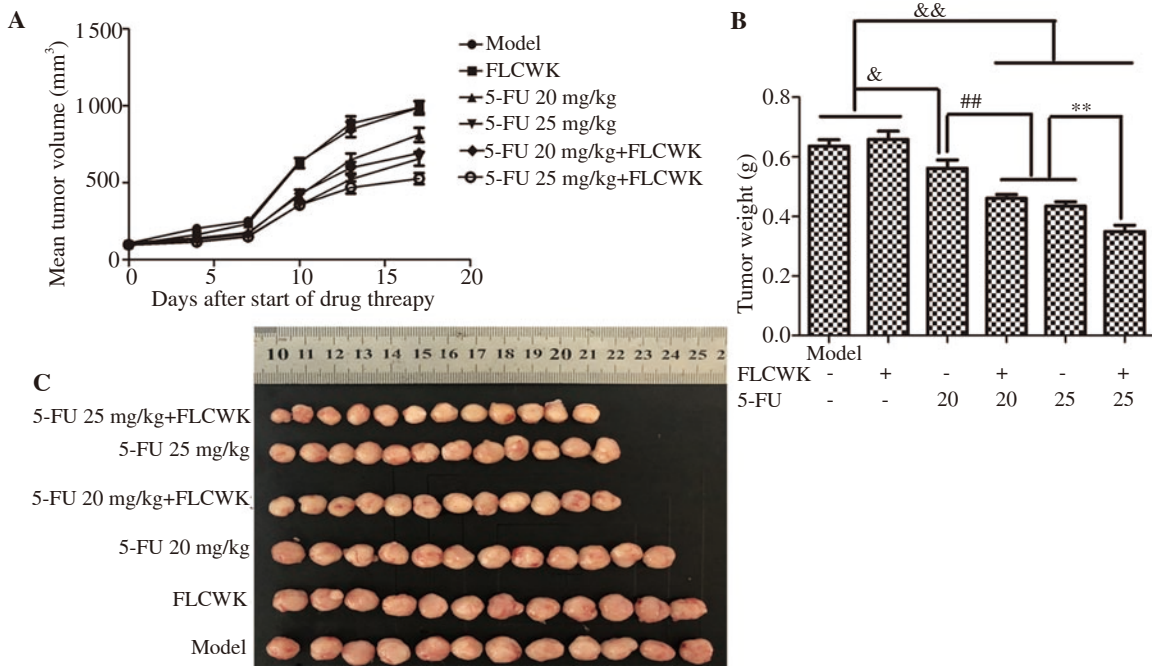 A
Mean tumor volume (mm³)
1 500
1 000
500
0
0 5 10 15 20
Days after start of drug threapy
Model
FLCWK
5-FU 20 mg/kg
5-FU 25 mg/kg
5-FU 20 mg/kg+FLCWK
5-FU 25 mg/kg+FLCWK
B
&&
&
##
**
Tumor weight (g)
0.8
0.6
0.4
0.2
0.0
Model
FLCWK - + - + - +
5-FU - - 20 20 25 25
C
10 11 12 13 14 15 16 17 18 19 20 21 22 23 24 25 2
5-FU 25 mg/kg+FLCWK
5-FU 25 mg/kg
5-FU 20 mg/kg+FLCWK
5-FU 20 mg/kg
FLCWK
Model